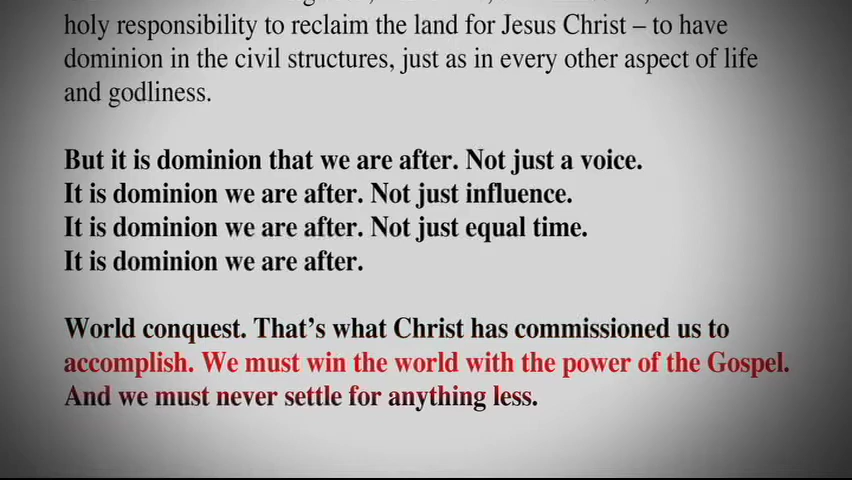 holy responsibility to reclaim the land for Jesus Christ – to have
dominion in the civil structures, just as in every other aspect of life
and godliness.
But it is dominion that we are after. Not just a voice.
It is dominion we are after. Not just influence.
It is dominion we are after. Not just equal time.
It is dominion we are after.
World conquest. That’s what Christ has commissioned us to
accomplish. We must win the world with the power of the Gospel.
And we must never settle for anything less.